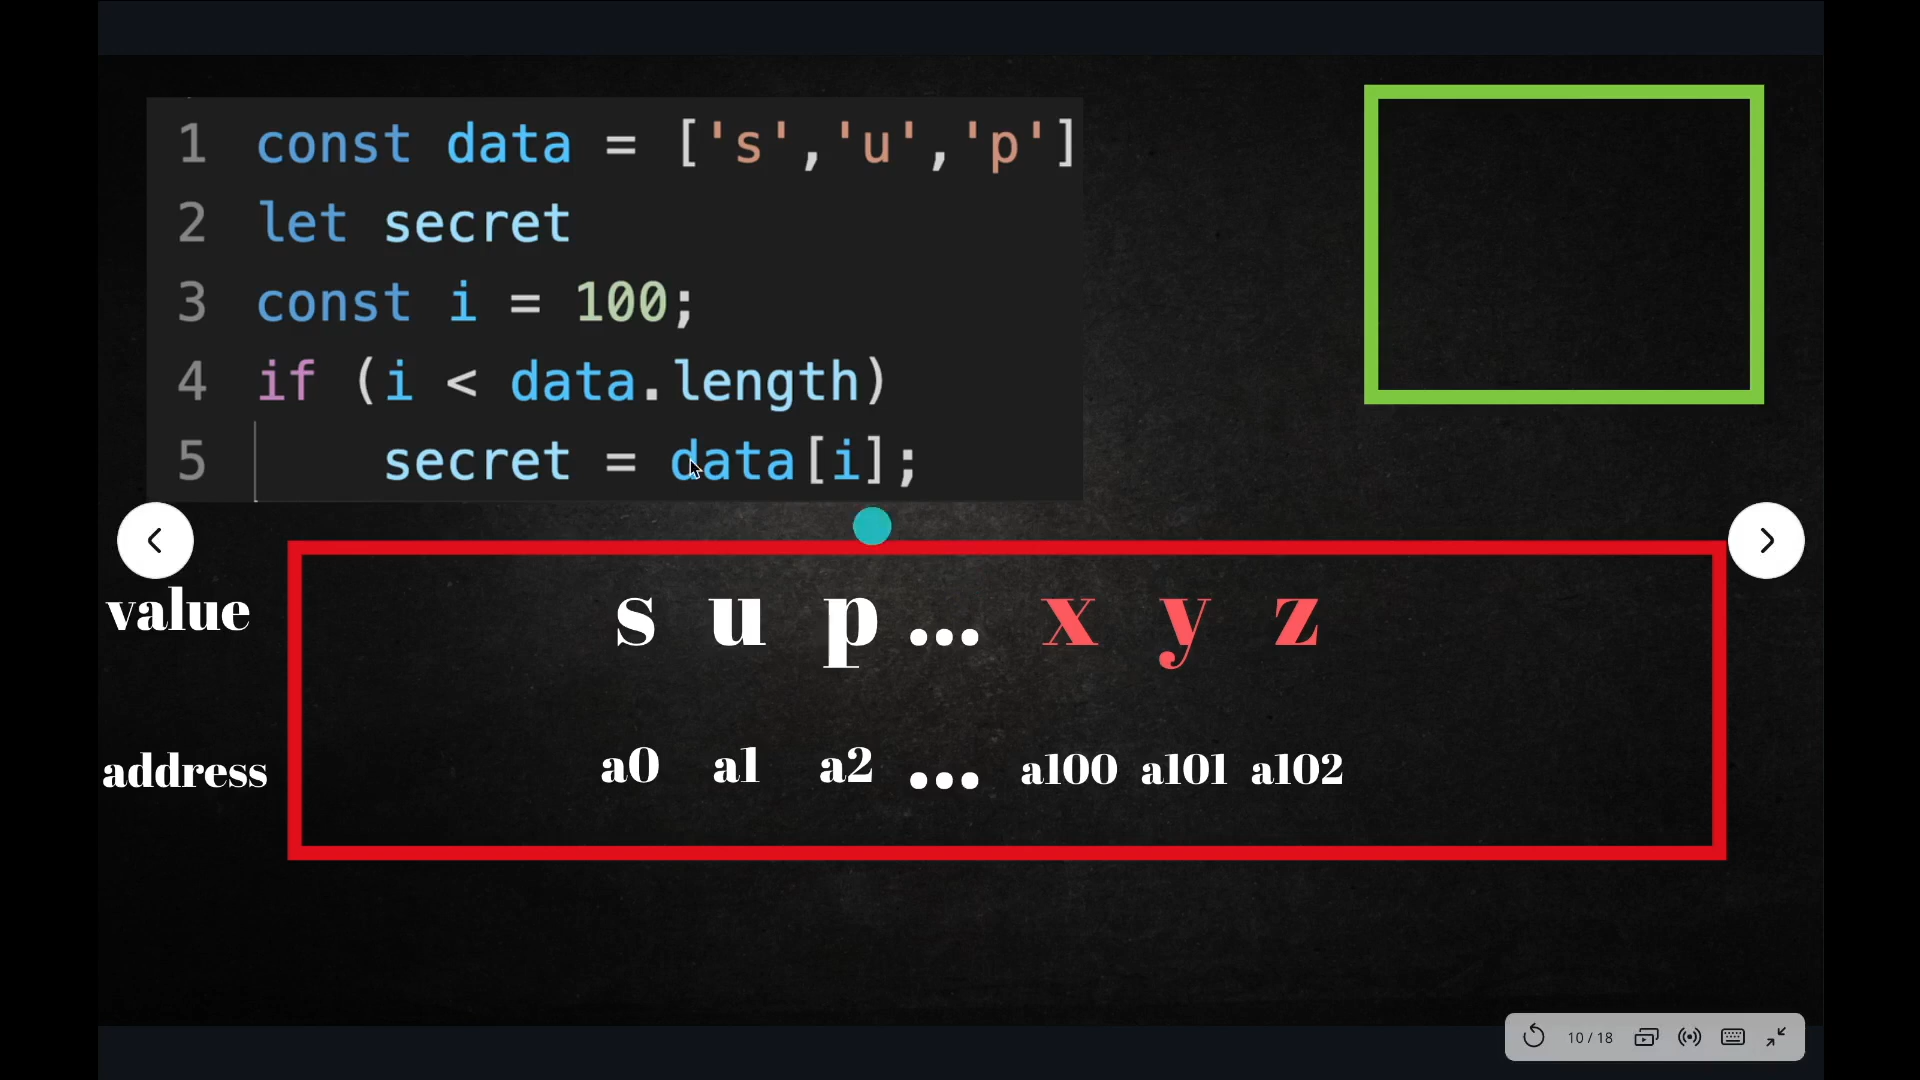 1 const data = ['s','u','p']
2 let secret
3 const i = 100;
4 if (i < data.length)
5 secret = data[i];
value s u p ... x y z
address a0 a1 a2 ... a100 a101 a102
10 / 18